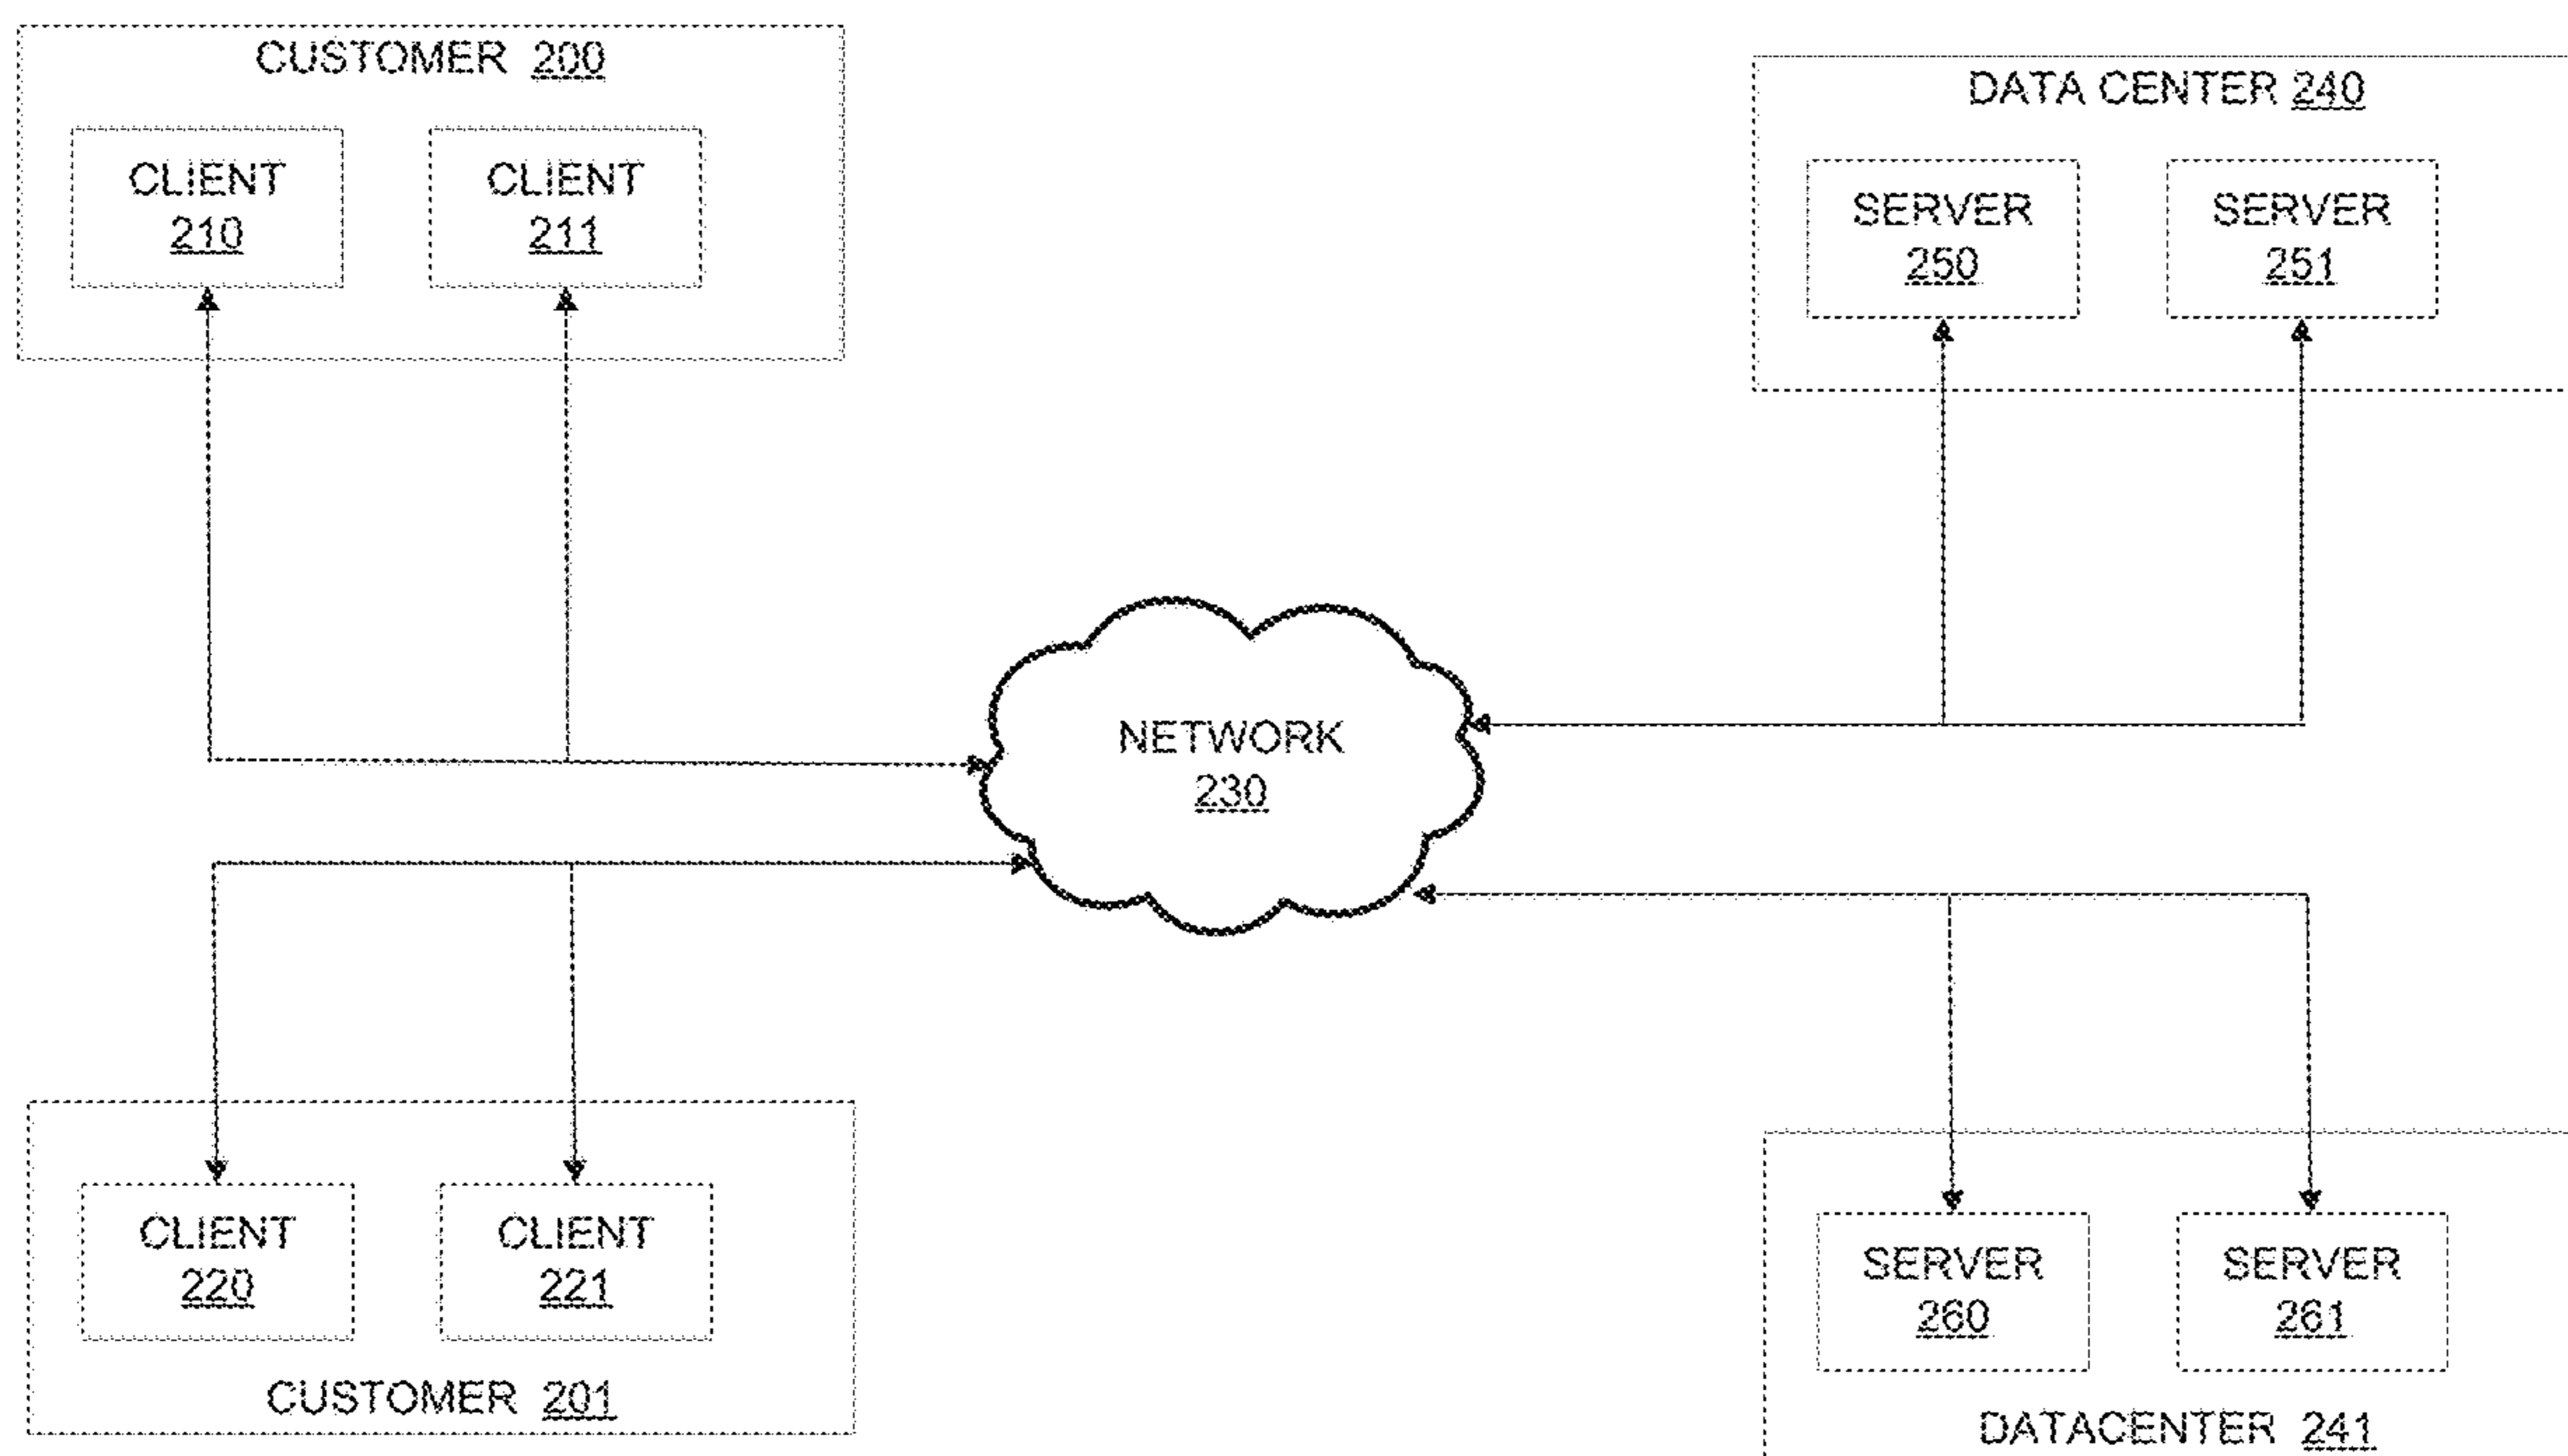 CUSTOMER 200
CLIENT
210
CLIENT
211
DATA CENTER 240
SERVER
250
SERVER
251
NETWORK
230
CLIENT
220
CLIENT
221
CUSTOMER 201
SERVER
260
SERVER
261
DATACENTER 241